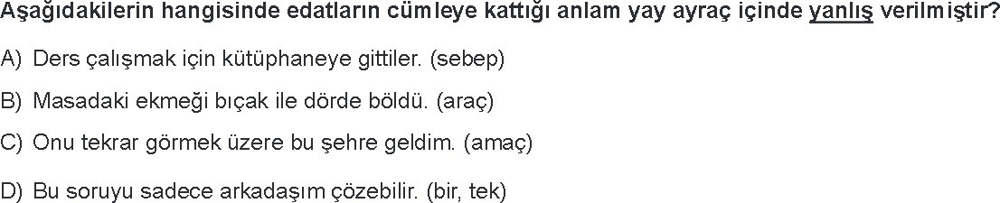 Aşağıdakilerin hangisinde edatların cümleye kattığı anlam yay ayraç içinde yanlış verilmiştir?
A) Ders çalışmak için kütüphaneye gittiler. (sebep)
B) Masadaki ekmeği bıçak ile dörde böldü. (araç)
C) Onu tekrar görmek üzere bu şehre geldim. (amaç)
D) Bu soruyu sadece arkadaşım çözebilir. (bir, tek)